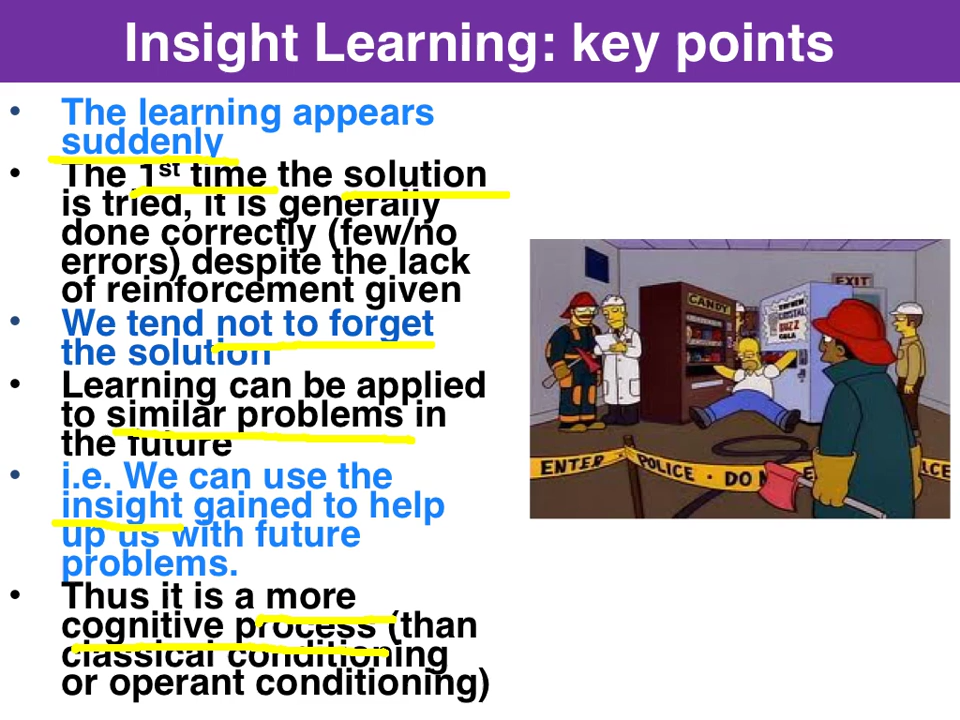 Insight Learning: key points
• The learning appears
suddenly
• The 1st time the solution
is tried, it is generally
done correctly (few/no
errors) despite the lack
of reinforcement given
• We tend not to forget
the solution
• Learning can be applied
to similar problems in
the future
• i.e. We can use the
insight gained to help
up us with future
problems.
• Thus it is a more
cognitive process (than
classical conditioning
or operant conditioning)
CANDY
EXIT
CRYSTAL
BUZZ
COLA
ENTER POLICE • DO N